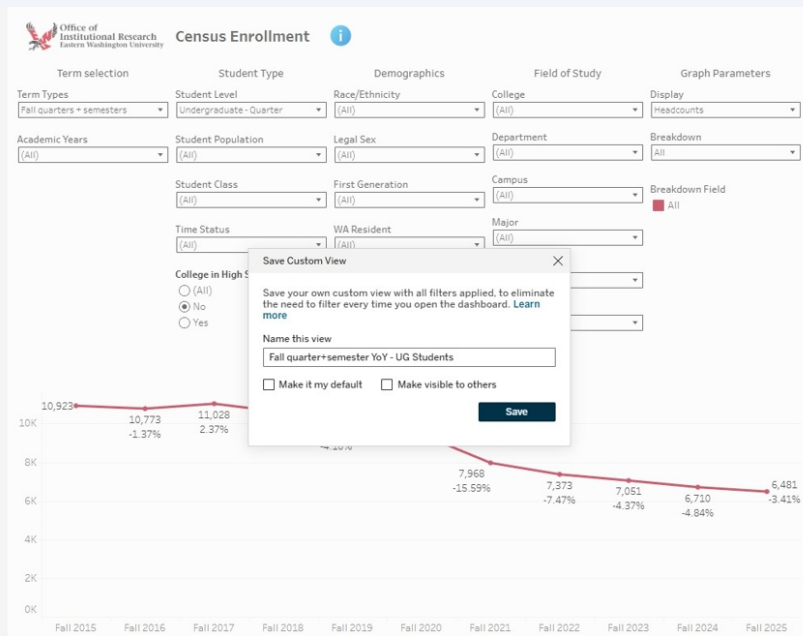 Office of
Institutional Research
Eastern Washington University
Census Enrollment
i
Term selection
Student Type
Demographics
Field of Study
Graph Parameters
Term Types
Student Level
Race/Ethnicity
College
Display
Fall quarters + semesters
Undergraduate - Quarter
(All)
(All)
Headcounts
Academic Years
Student Population
Legal Sex
Department
Breakdown
(All)
(All)
(All)
(All)
All
Student Class
First Generation
Campus
Breakdown Field
(All)
(All)
(All)
All
Time Status
WA Resident
Major
(All)
(All)
(All)
College in High
(All)
No
Yes
Save Custom View
Save your own custom view with all filters applied, to eliminate
the need to filter every time you open the dashboard. Learn
more
Name this view
Fall quarter+semester YoY - UG Students
Make it my default
Make visible to others
Save
10,923
10,773
-1.37%
11,028
2.37%
7,968
-15.59%
7,373
-7.47%
7,051
-4.37%
6,710
-4.84%
6,481
-3.41%
10K
8K
6K
4K
2K
0K
Fall 2015
Fall 2016
Fall 2017
Fall 2018
Fall 2019
Fall 2020
Fall 2021
Fall 2022
Fall 2023
Fall 2024
Fall 2025